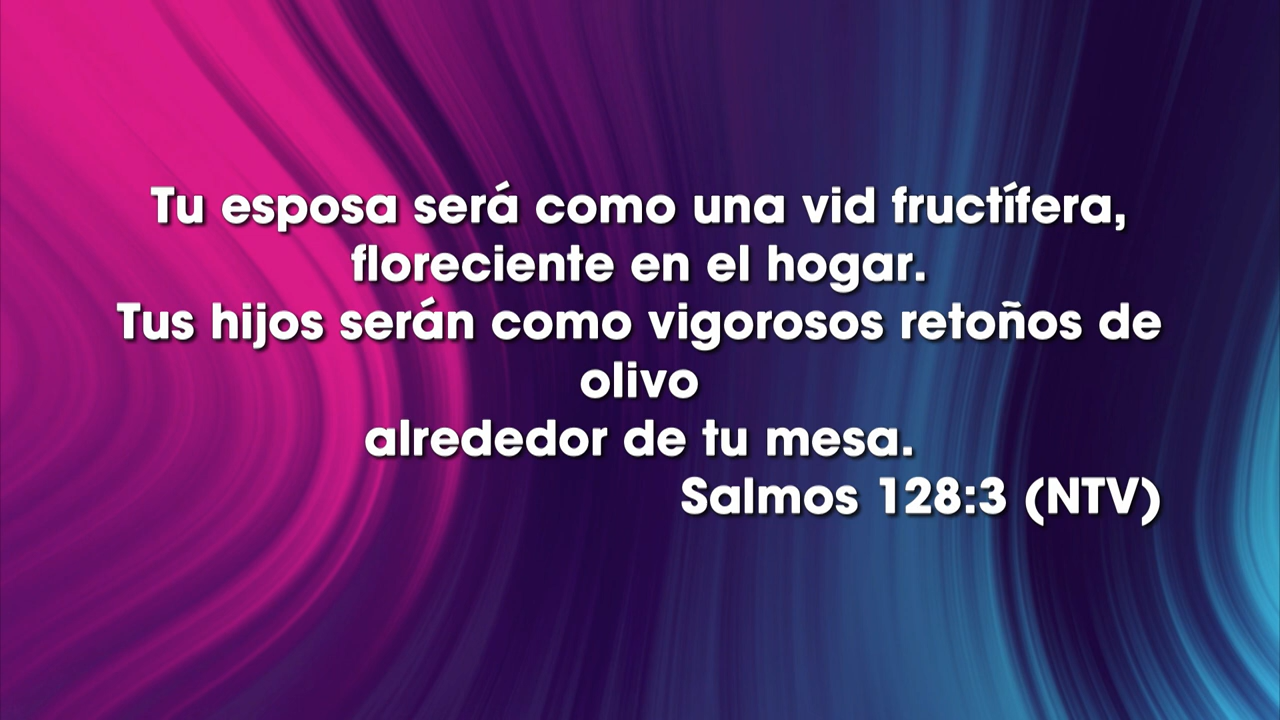 Tu esposa será como una vid fructífera,
floreciente en el hogar.
Tus hijos serán como vigorosos retoños de
olivo
alrededor de tu mesa.
Salmos 128:3 (NTV)